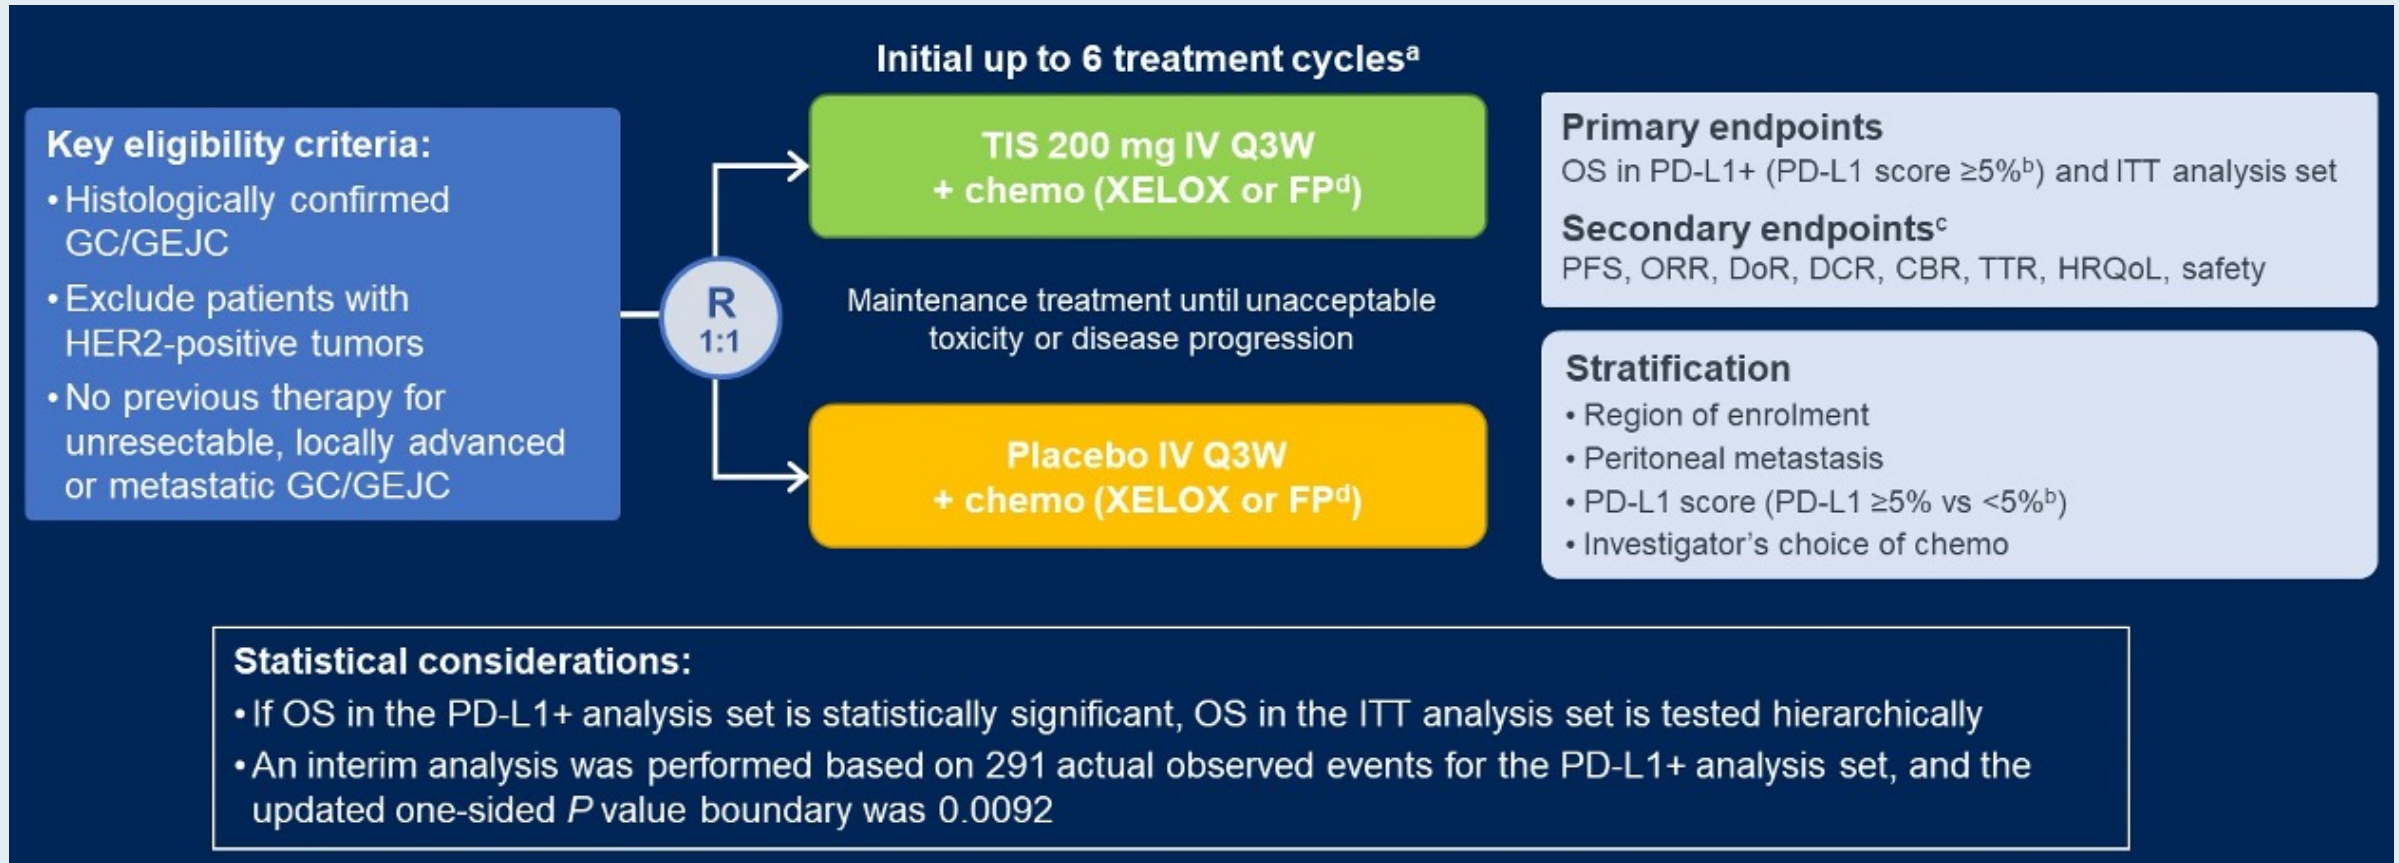 Initial up to 6 treatment cyclesᵃ
Key eligibility criteria:
• Histologically confirmed
GC/GEJC
• Exclude patients with
HER2-positive tumors
• No previous therapy for
unresectable, locally advanced
or metastatic GC/GEJC
R
1:1
TIS 200 mg IV Q3W
+ chemo (XELOX or FPᵈ)
Maintenance treatment until unacceptable
toxicity or disease progression
Placebo IV Q3W
+ chemo (XELOX or FPᵈ)
Primary endpoints
OS in PD-L1+ (PD-L1 score ≥5%ᵇ) and ITT analysis set
Secondary endpointsᶜ
PFS, ORR, DoR, DCR, CBR, TTR, HRQoL, safety
Stratification
• Region of enrolment
• Peritoneal metastasis
• PD-L1 score (PD-L1 ≥5% vs <5%ᵇ)
• Investigator’s choice of chemo
Statistical considerations:
• If OS in the PD-L1+ analysis set is statistically significant, OS in the ITT analysis set is tested hierarchically
• An interim analysis was performed based on 291 actual observed events for the PD-L1+ analysis set, and the
updated one-sided P value boundary was 0.0092